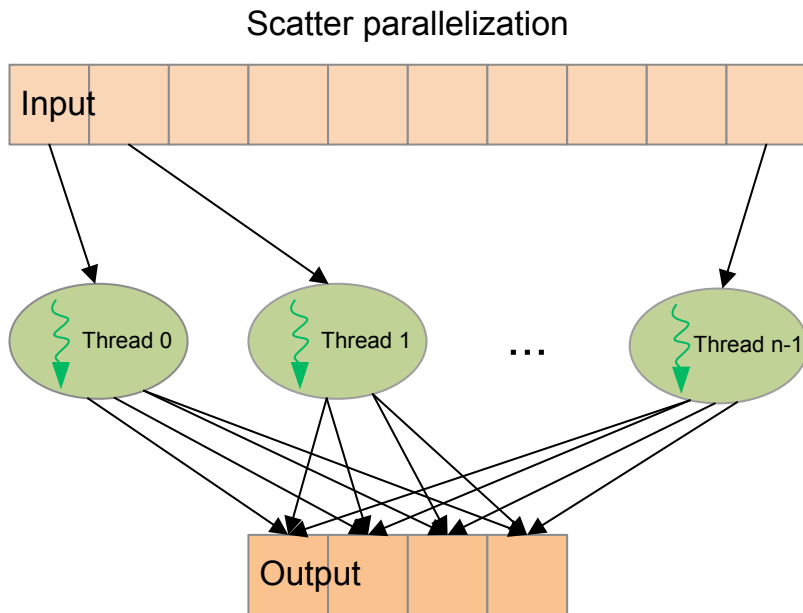 Scatter parallelization
Input
Thread 0
Thread 1
...
Thread n-1
Output